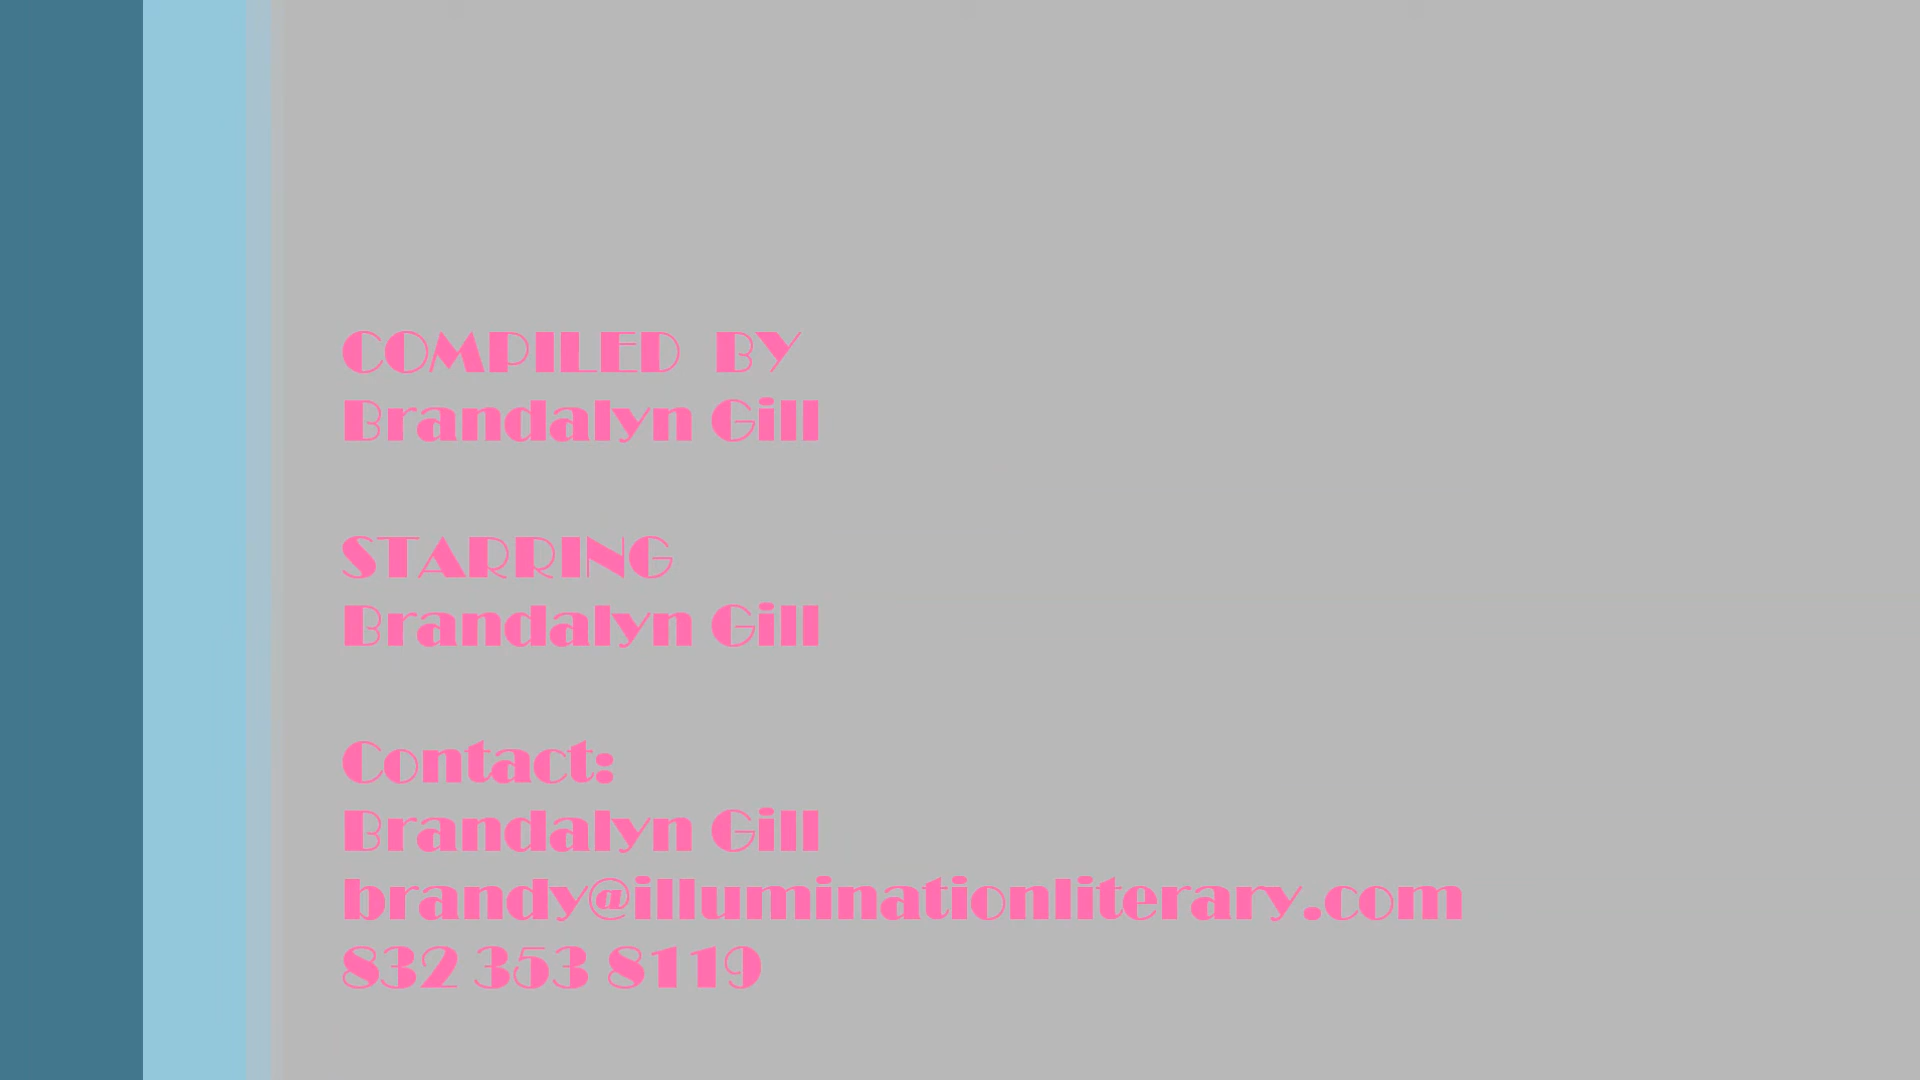 COMPILED BY
Brandalyn Gill
STARRING
Brandalyn Gill
Contact:
Brandalyn Gill
brandy@illuminationliterary.com
832 353 8119